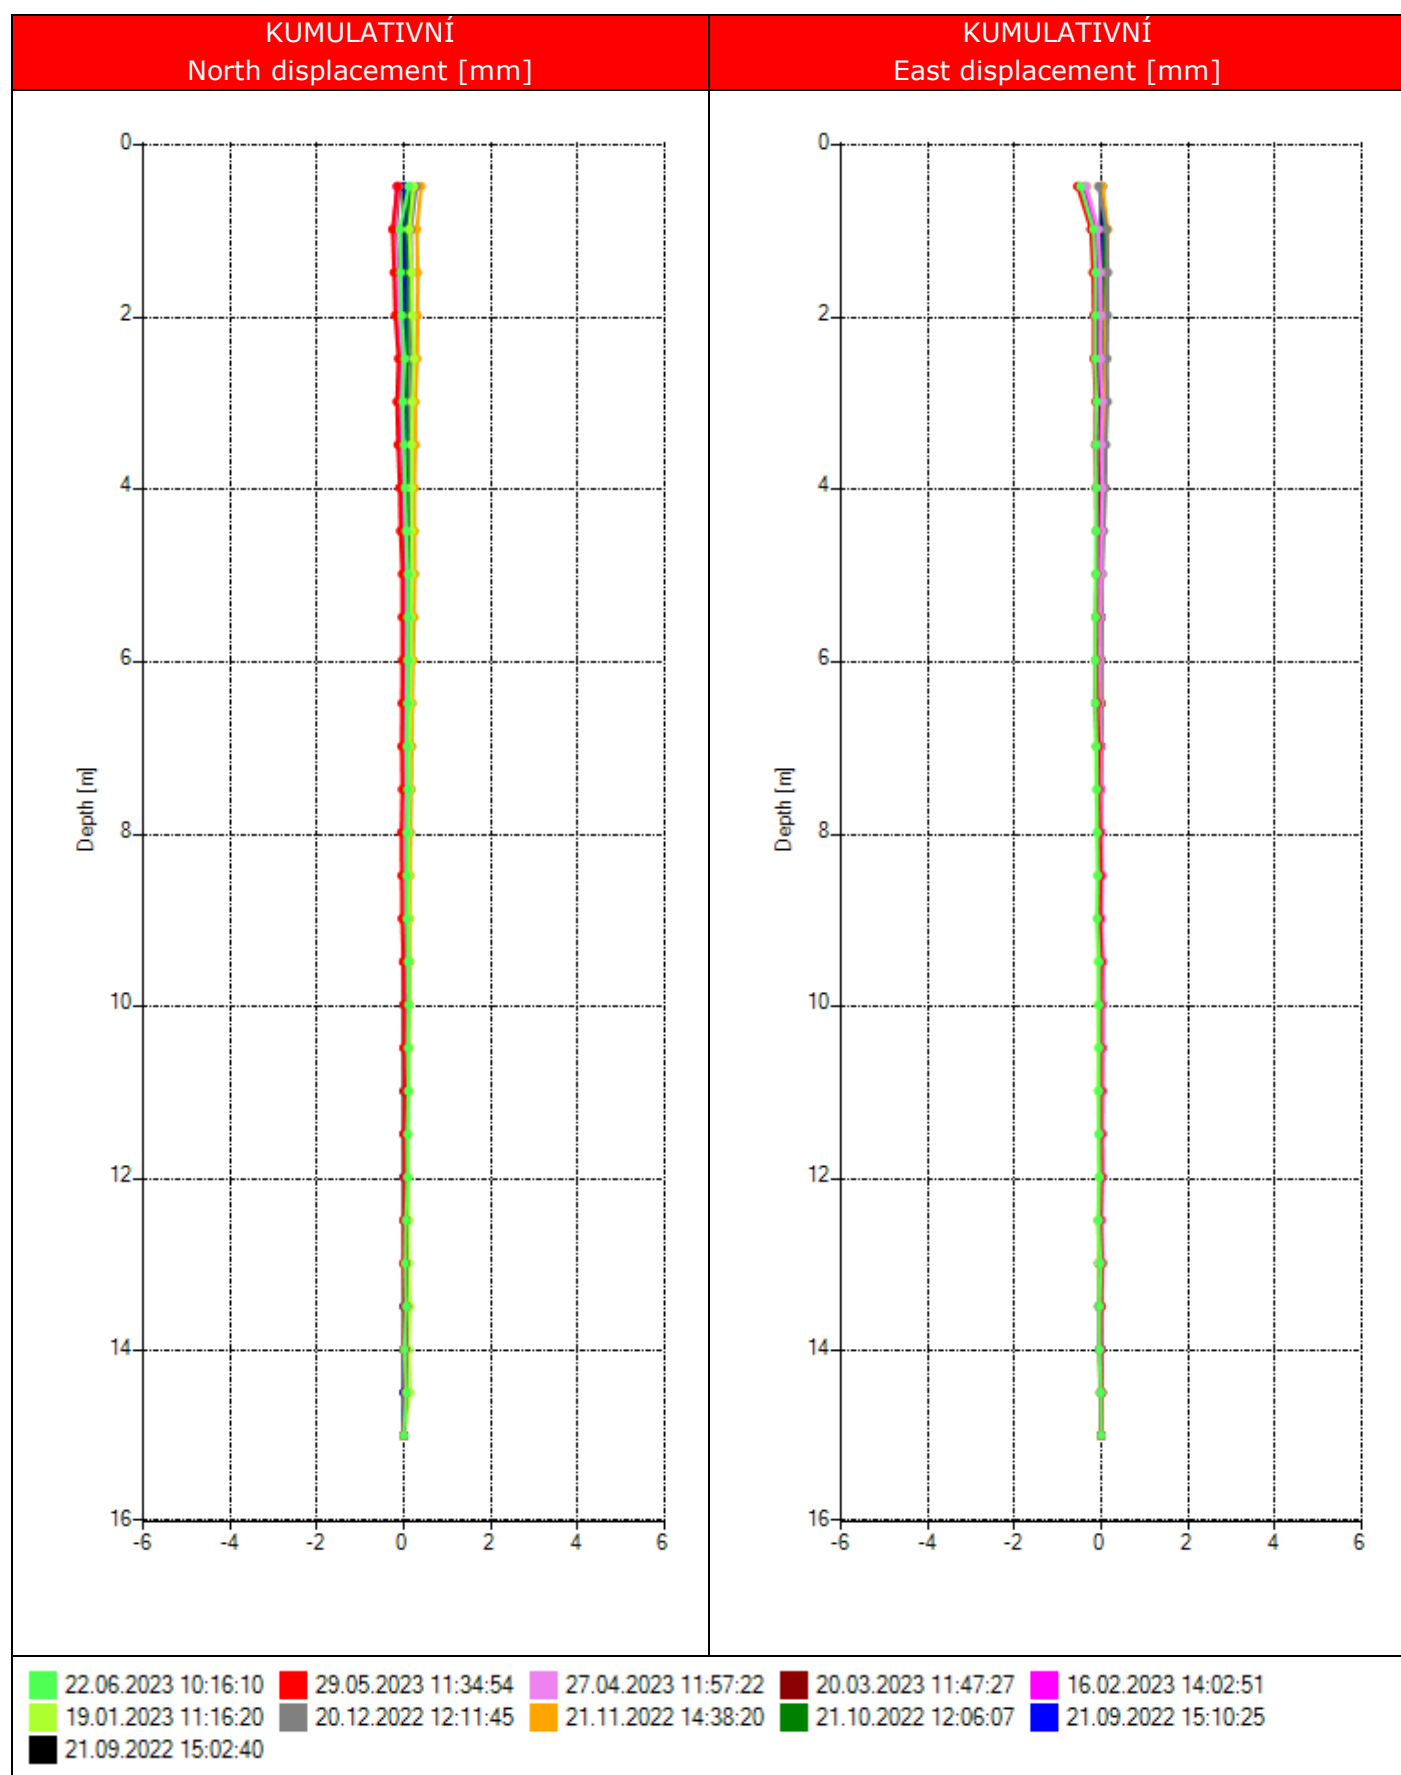 KUMULATIVNÍ
North displacement [mm]
KUMULATIVNÍ
East displacement [mm]
0
2
4
6
8
10
12
14
16
Depth [m]
-6 -4 -2 0 2 4 6
0
2
4
6
8
10
12
14
16
Depth [m]
-6 -4 -2 0 2 4 6
22.06.2023 10:16:10 29.05.2023 11:34:54 27.04.2023 11:57:22 20.03.2023 11:47:27 16.02.2023 14:02:51
19.01.2023 11:16:20 20.12.2022 12:11:45 21.11.2022 14:38:20 21.10.2022 12:06:07 21.09.2022 15:10:25
21.09.2022 15:02:40